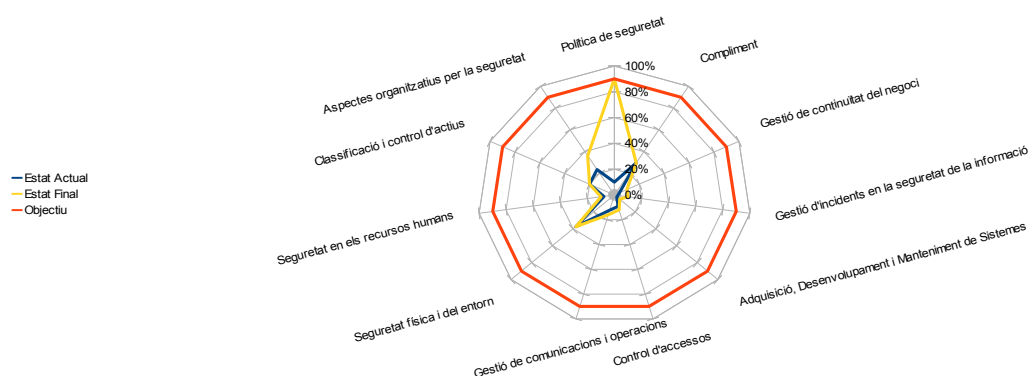 Política de seguretat
Compliment
Aspectes organitzatius per la seguretat
100%
80%
60%
40%
20%
0%
Gestió de continuïtat del negoci
Classificació i control d'actius
Estat Actual
Estat Final
Objectiu
Gestió d'incidents en la seguretat de la informació
Seguretat en els recursos humans
Adquisició, Desenvolupament i Manteniment de Sistemes
Seguretat física i del entorn
Gestió de comunicacions i operacions
Control d'accessos